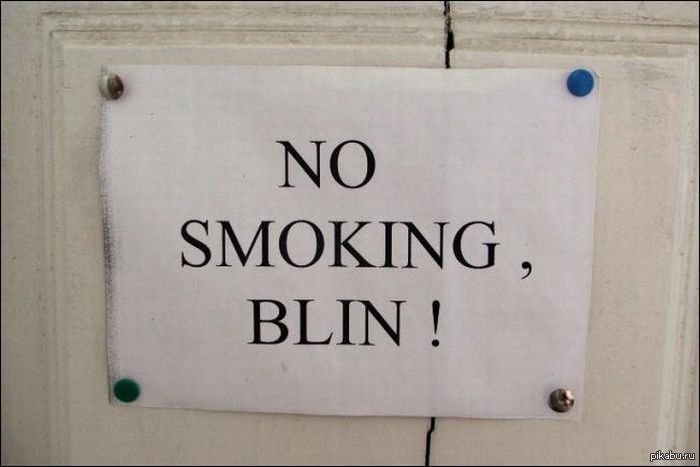 NO
SMOKING ,
BLIN !
pikabu.ru